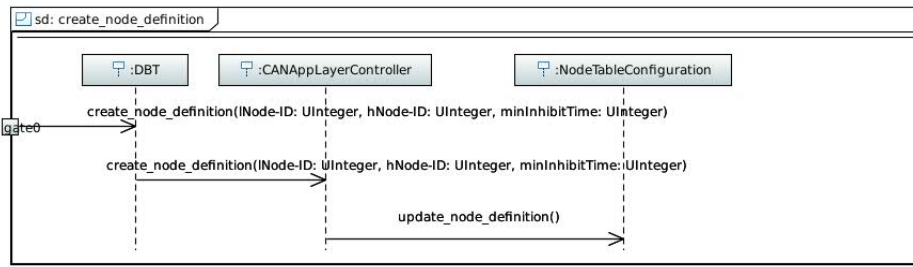 sd: create_node_definition
:DBT
:CANAppLayerController
:NodeTableConfiguration
create_node_definition(lNode-ID: UInteger, hNode-ID: UInteger, minInhibitTime: UInteger)
gate0
create_node_definition(lNode-ID: UInteger, hNode-ID: UInteger, minInhibitTime: UInteger)
update_node_definition()